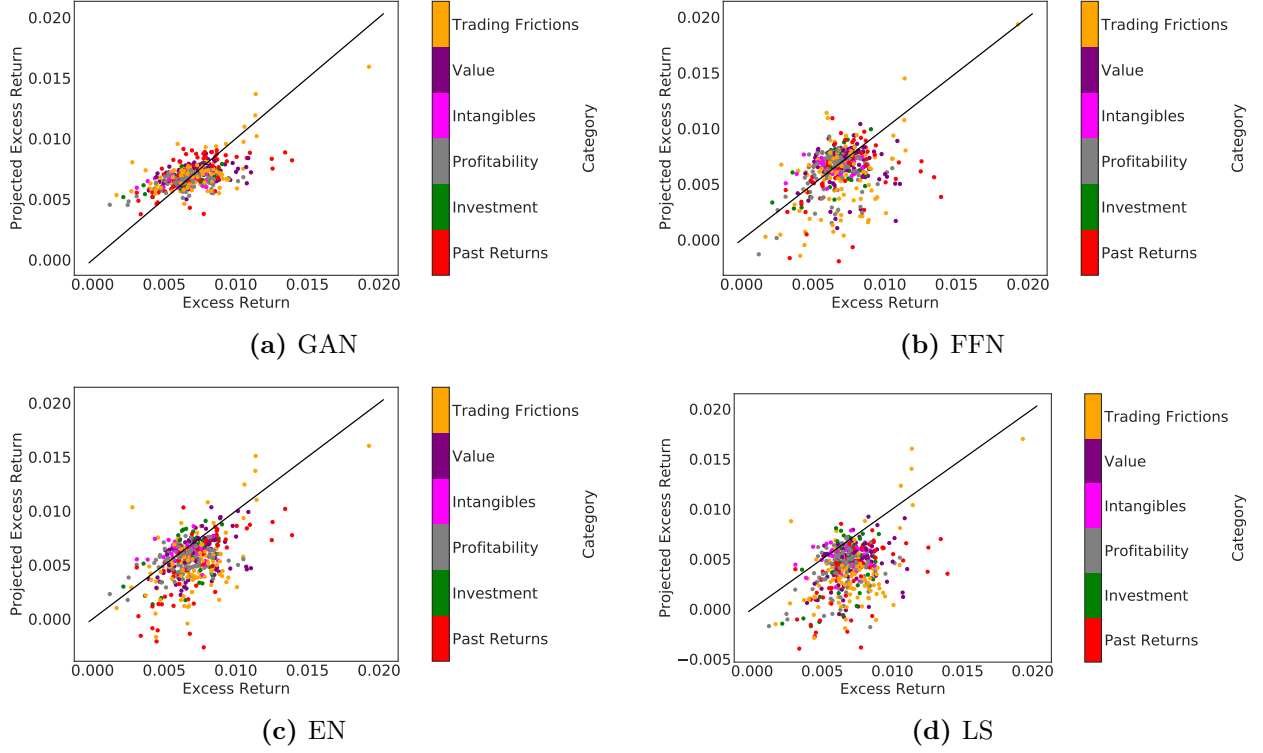 0.020
0.015
0.010
0.005
0.000
Projected Excess Return
0.000 0.005 0.010 0.015 0.020
Excess Return
Trading Frictions
Value
Intangibles
Profitability
Investment
Past Returns
Category
(a) GAN
0.020
0.015
0.010
0.005
0.000
Projected Excess Return
0.000 0.005 0.010 0.015 0.020
Excess Return
Trading Frictions
Value
Intangibles
Profitability
Investment
Past Returns
Category
(b) FFN
0.020
0.015
0.010
0.005
0.000
Projected Excess Return
0.000 0.005 0.010 0.015 0.020
Excess Return
Trading Frictions
Value
Intangibles
Profitability
Investment
Past Returns
Category
(c) EN
0.020
0.015
0.010
0.005
0.000
−0.005
Projected Excess Return
0.000 0.005 0.010 0.015 0.020
Excess Return
Trading Frictions
Value
Intangibles
Profitability
Investment
Past Returns
Category
(d) LS